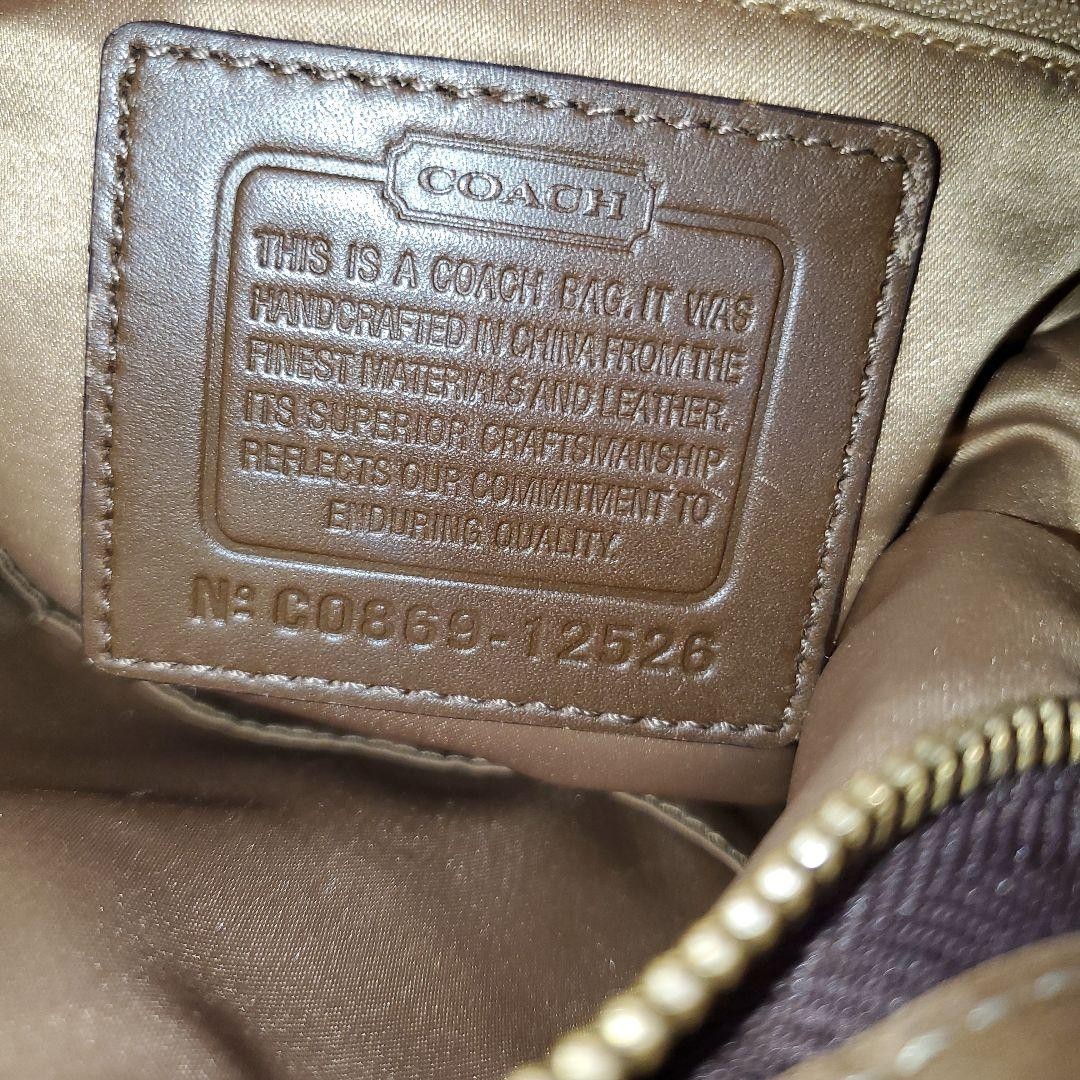 COACH
THIS IS A COACH BAG. IT WAS
HANDCRAFTED IN CHINA FROM THE
FINEST MATERIALS AND LEATHER.
ITS SUPERIOR CRAFTSMANSHIP
REFLECTS OUR COMMITMENT TO
ENDURING QUALITY.
Nº C0869-12526